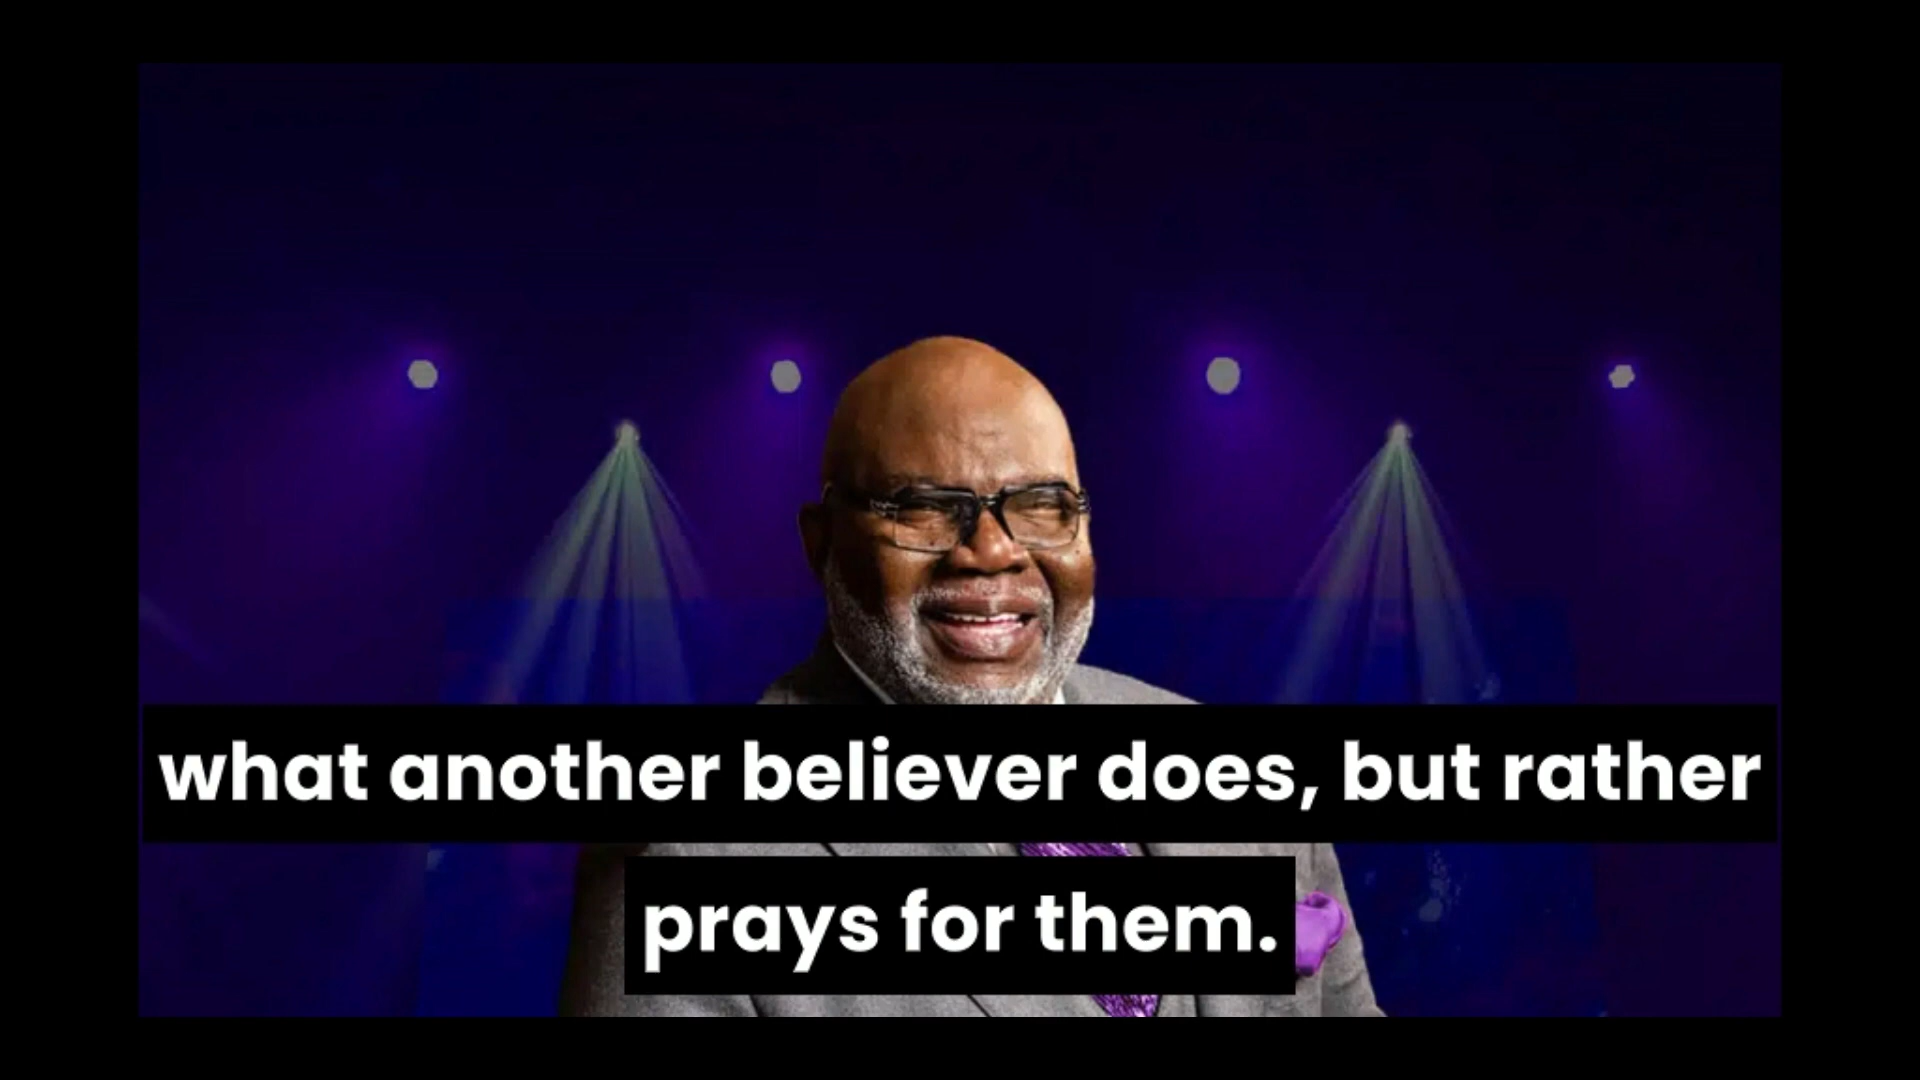 what another believer does, but rather
prays for them.